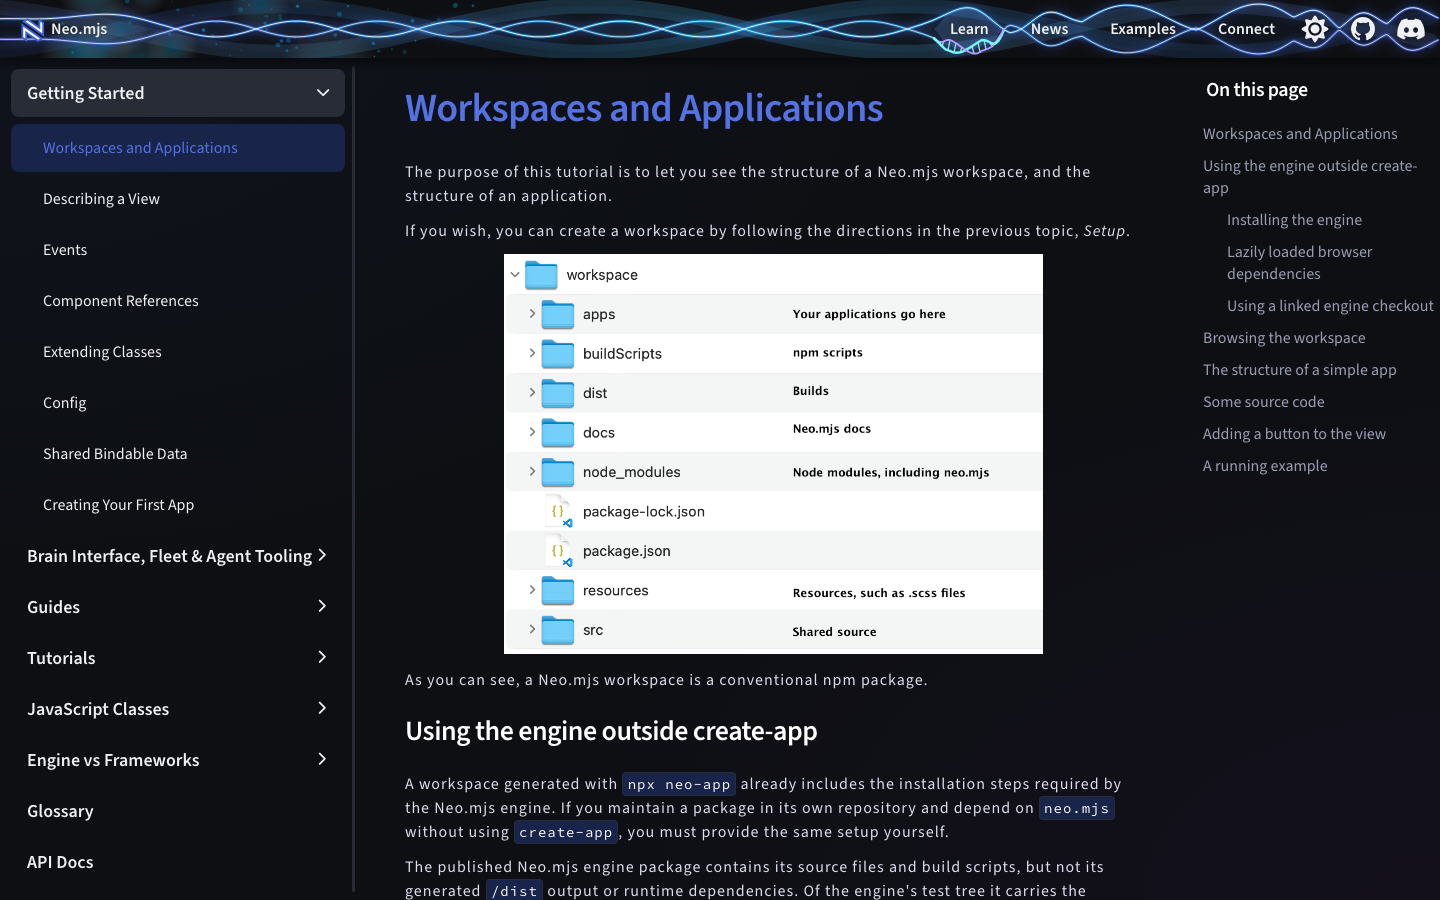 Neo.mjs
Learn
News
Examples
Connect
Getting Started
Workspaces and Applications
Describing a View
Events
Component References
Extending Classes
Config
Shared Bindable Data
Creating Your First App
Brain Interface, Fleet & Agent Tooling
Guides
Tutorials
JavaScript Classes
Engine vs Frameworks
Glossary
API Docs
Workspaces and Applications
The purpose of this tutorial is to let you see the structure of a Neo.mjs workspace, and the
structure of an application.
If you wish, you can create a workspace by following the directions in the previous topic, Setup.
workspace
apps Your applications go here
buildScripts npm scripts
dist Builds
docs Neo.mjs docs
node_modules Node modules, including neo.mjs
package-lock.json
package.json
resources Resources, such as .scss files
src Shared source
As you can see, a Neo.mjs workspace is a conventional npm package.
Using the engine outside create-app
A workspace generated with npx neo-app already includes the installation steps required by
the Neo.mjs engine. If you maintain a package in its own repository and depend on neo.mjs
without using create-app, you must provide the same setup yourself.
The published Neo.mjs engine package contains its source files and build scripts, but not its
generated /dist output or runtime dependencies. Of the engine's test tree it carries the
On this page
Workspaces and Applications
Using the engine outside create-
app
Installing the engine
Lazily loaded browser
dependencies
Using a linked engine checkout
Browsing the workspace
The structure of a simple app
Some source code
Adding a button to the view
A running example